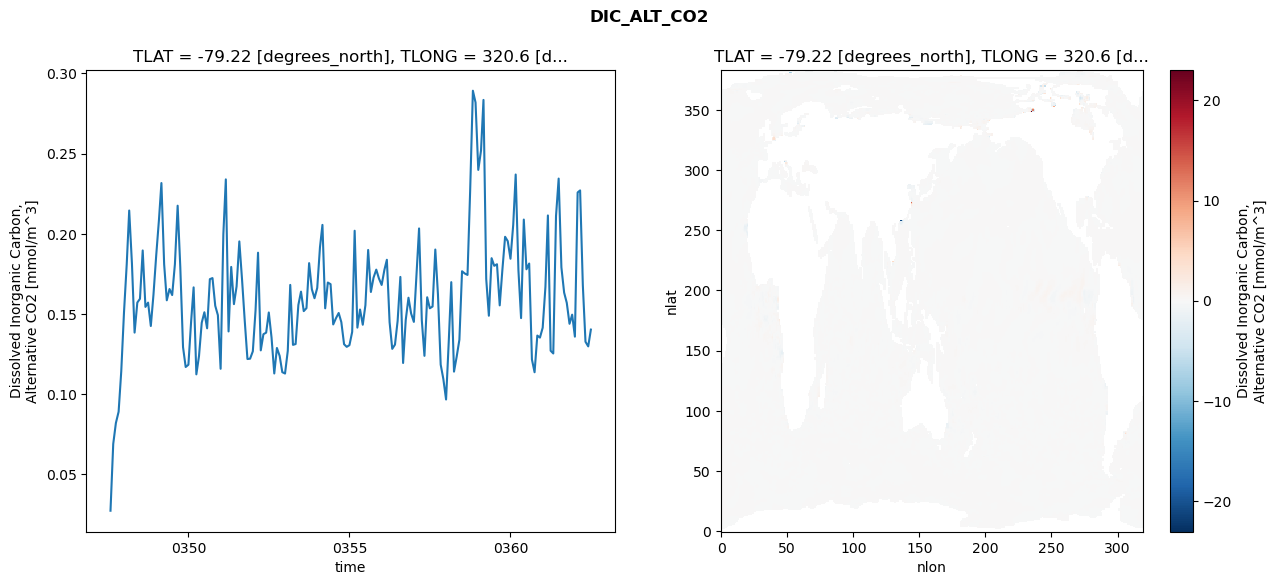 DIC_ALT_CO2
TLAT = -79.22 [degrees_north], TLONG = 320.6 [d...
0.30
0.25
0.20
0.15
0.10
0.05
Dissolved Inorganic Carbon,
Alternative CO2 [mmol/m^3]
0350
0355
0360
time
TLAT = -79.22 [degrees_north], TLONG = 320.6 [d...
350
300
250
200
150
100
50
0
nlat
0
50
100
150
200
250
300
nlon
20
10
0
−10
−20
Dissolved Inorganic Carbon,
Alternative CO2 [mmol/m^3]